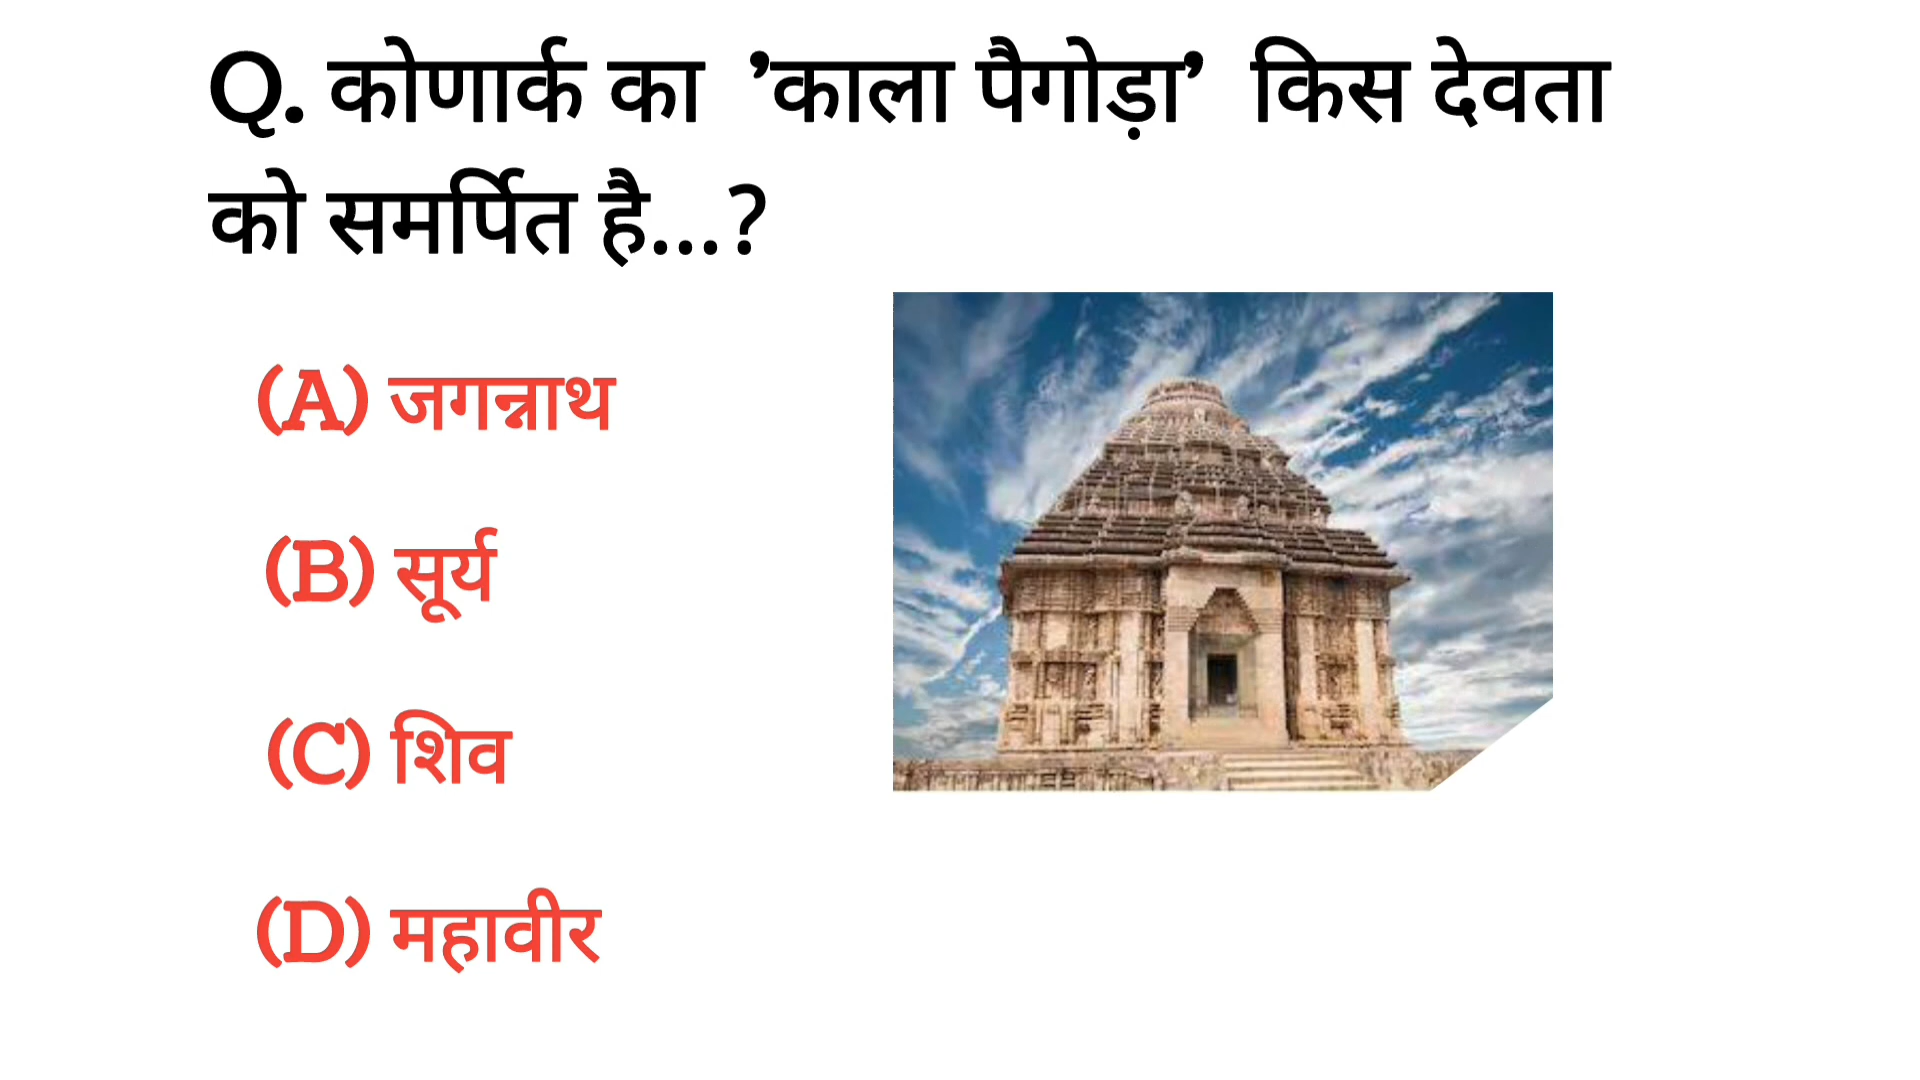 Q. कोणार्क का ’काला पैगोड़ा’ किस देवता
को समर्पित है...?
(A) जगन्नाथ
(B) सूर्य
(C) शिव
(D) महावीर